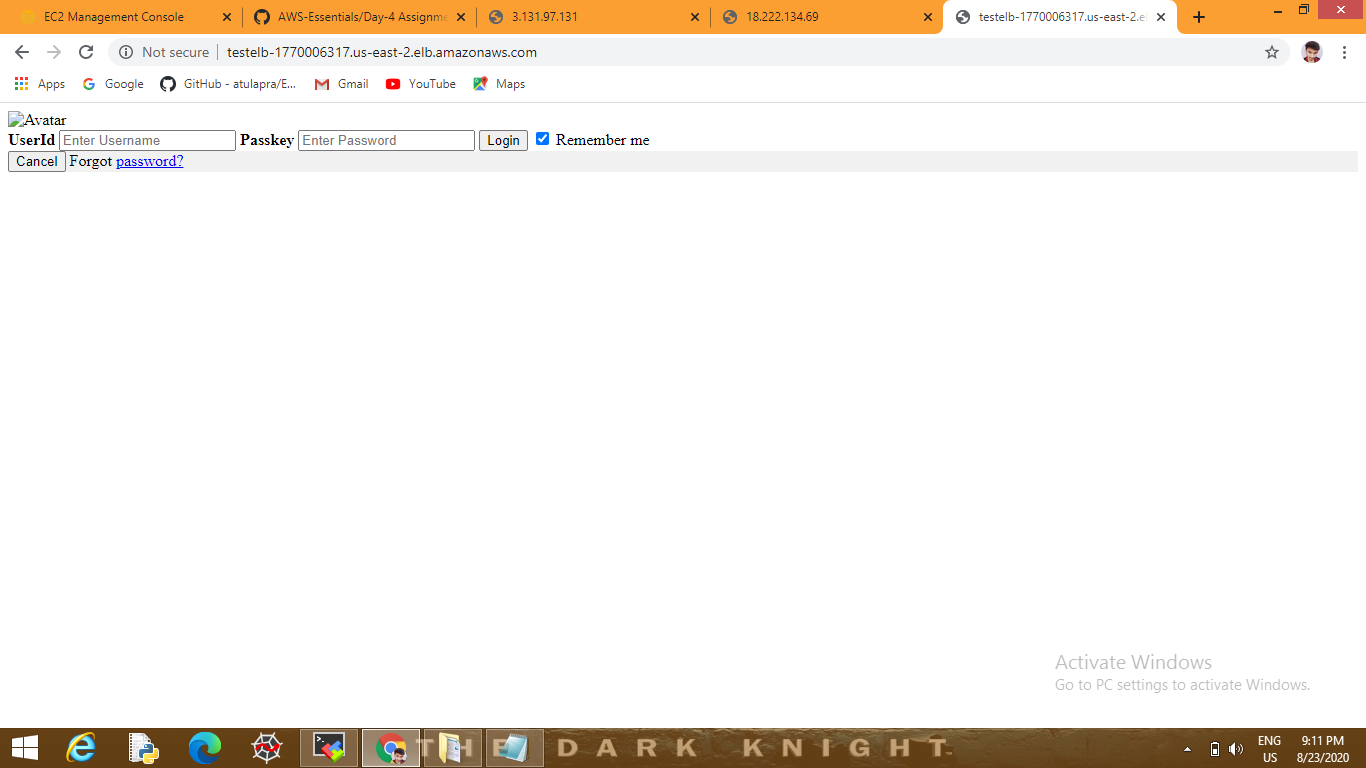 EC2 Management Console
AWS-Essentials/Day-4 Assignme
3.131.97.131
18.222.134.69
testelb-1770006317.us-east-2.el
Not secure
testelb-1770006317.us-east-2.elb.amazonaws.com
Apps
Google
GitHub - atulapra/E...
Gmail
YouTube
Maps
Avatar
UserId Enter Username Passkey Enter Password Login Remember me
Cancel Forgot password?
Activate Windows
Go to PC settings to activate Windows.
THE DARK KNIGHT
ENG
US
9:11 PM
8/23/2020